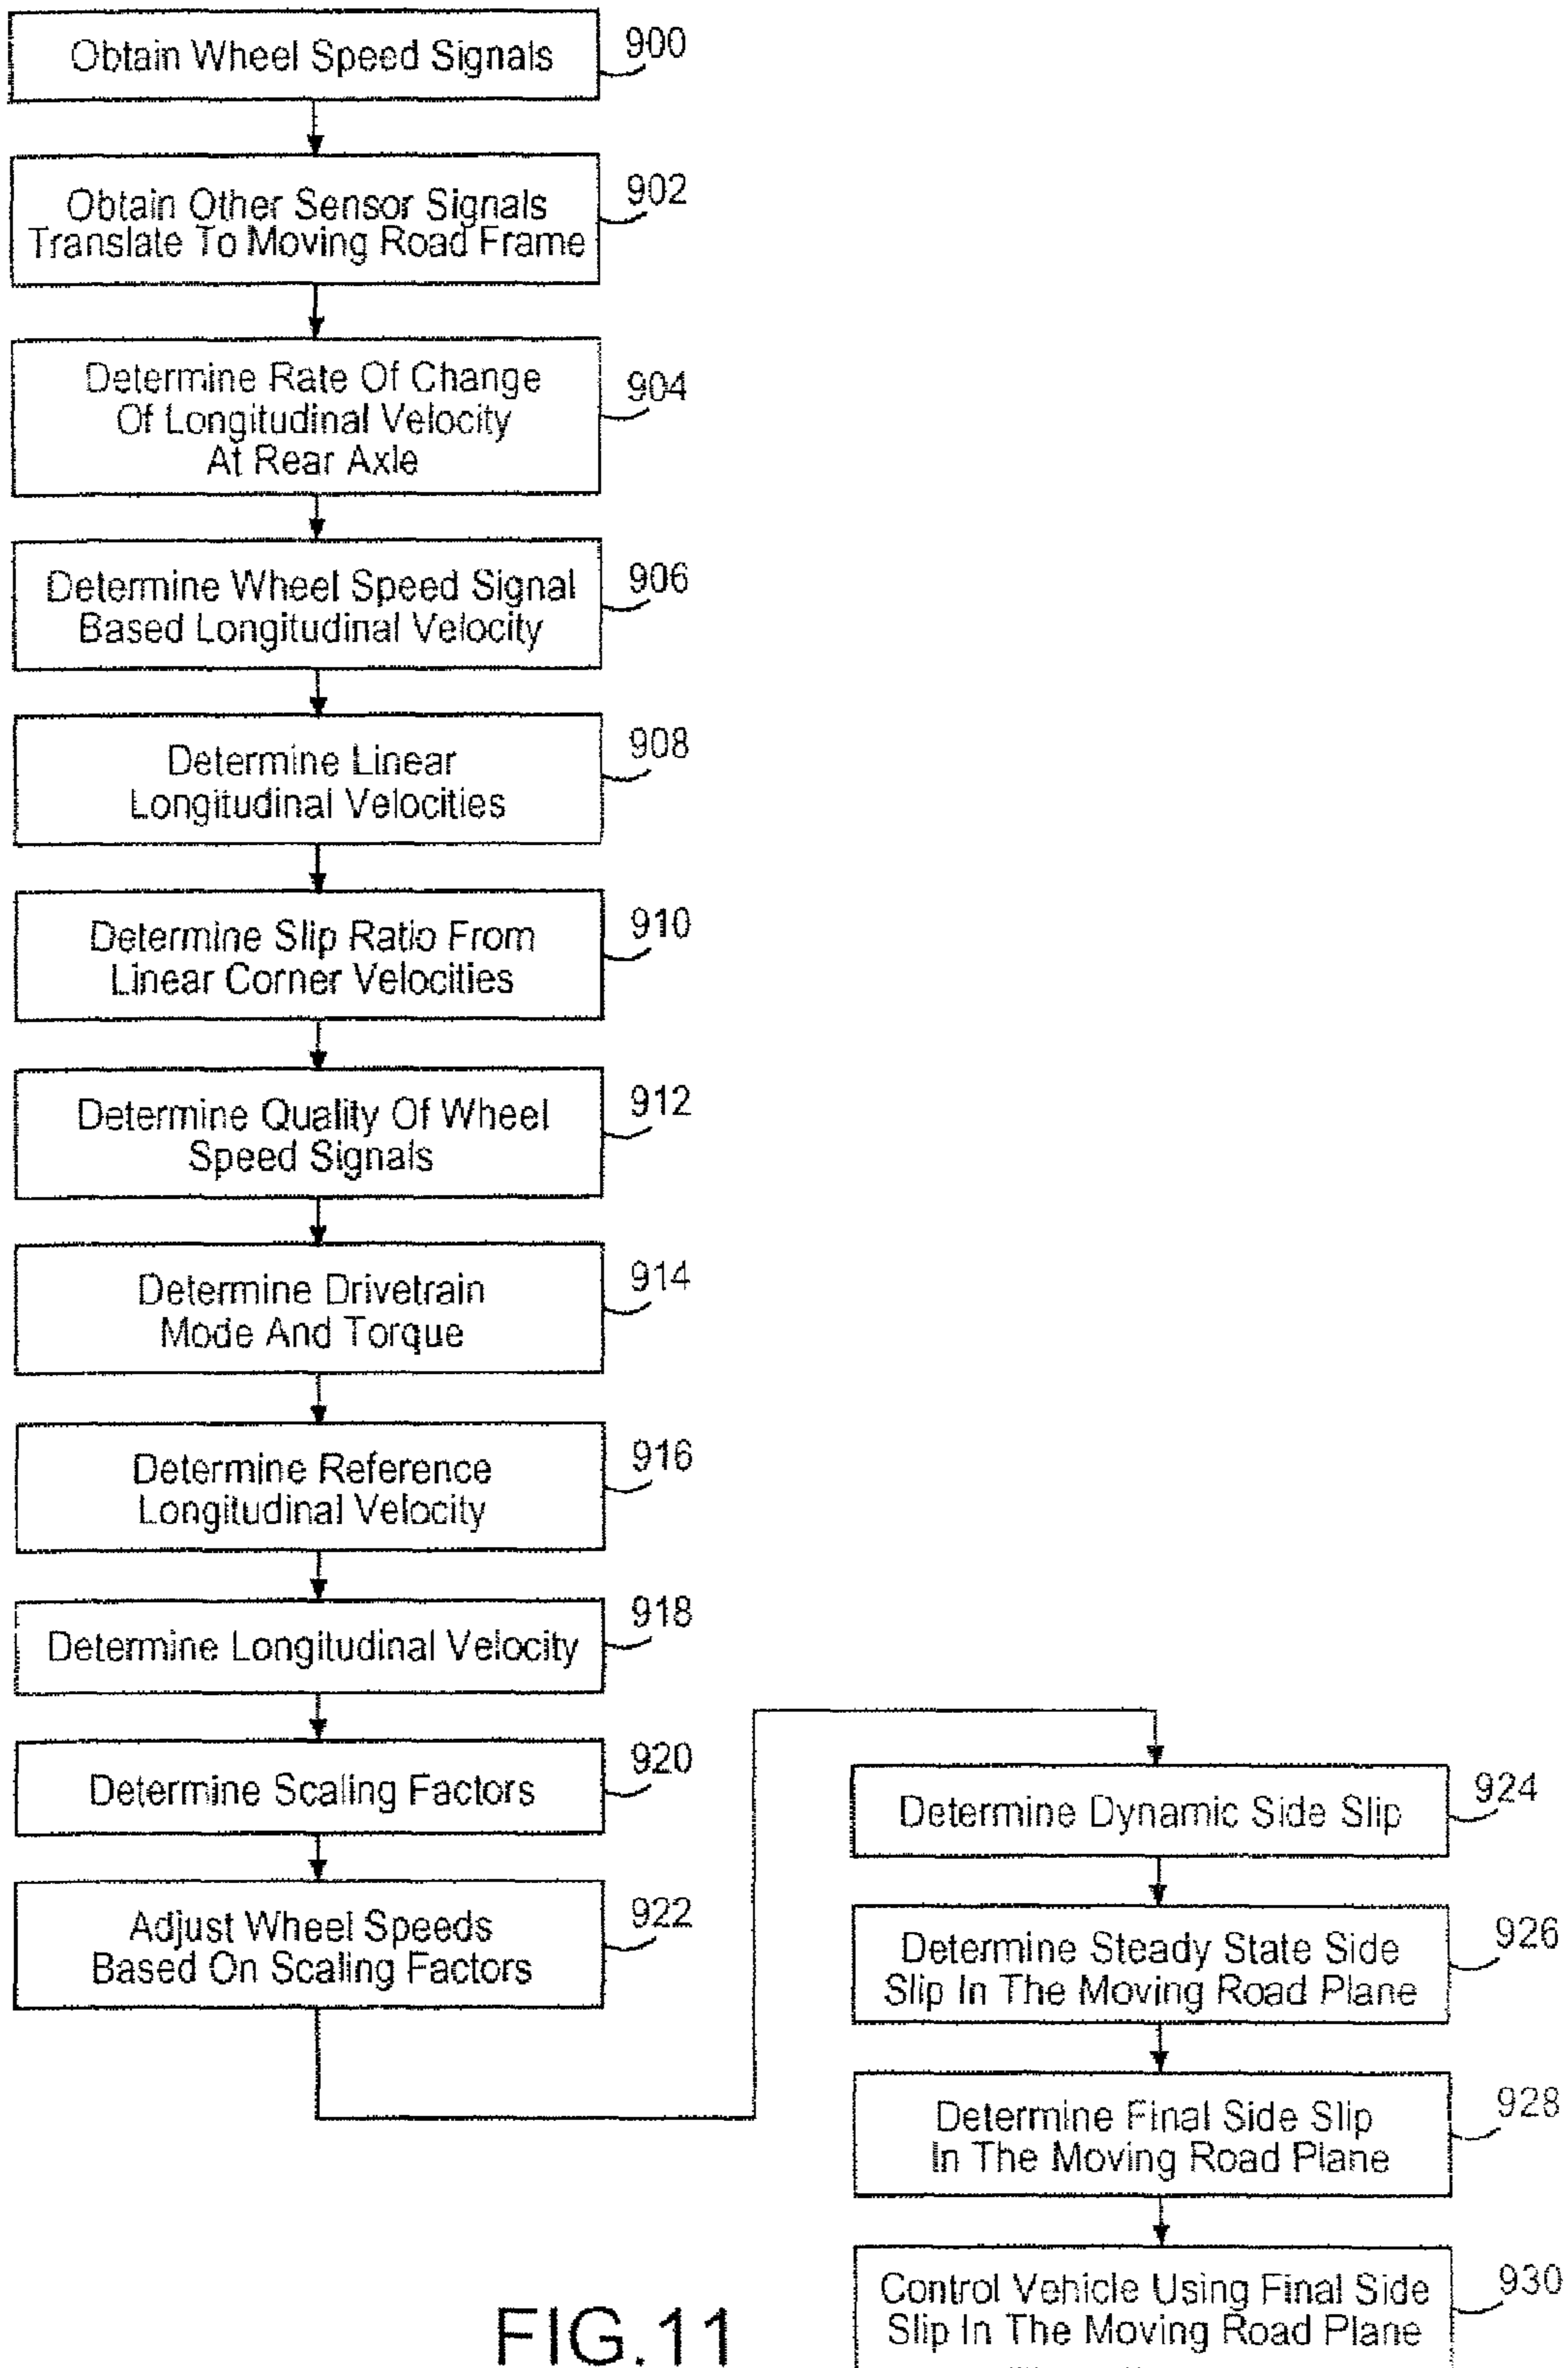 Obtain Wheel Speed Signals
900
Obtain Other Sensor Signals
Translate To Moving Road Frame
902
Determine Rate Of Change
Of Longitudinal Velocity
At Rear Axle
904
Determine Wheel Speed Signal
Based Longitudinal Velocity
906
Determine Linear
Longitudinal Velocities
908
Determine Slip Ratio From
Linear Corner Velocities
910
Determine Quality Of Wheel
Speed Signals
912
Determine Drivetrain
Mode And Torque
914
Determine Reference
Longitudinal Velocity
916
Determine Longitudinal Velocity
918
Determine Scaling Factors
920
Adjust Wheel Speeds
Based On Scaling Factors
922
Determine Dynamic Side Slip
924
Determine Steady State Side
Slip In The Moving Road Plane
926
Determine Final Side Slip
In The Moving Road Plane
928
Control Vehicle Using Final Side
Slip In The Moving Road Plane
930
FIG.11